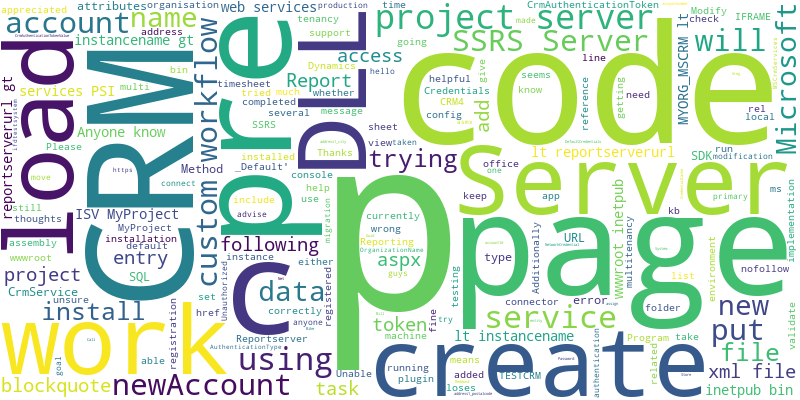 CRM
code
p
page
create
Server
work
load
pre
DLL
c
project
server
SSRS Server
will
Microsoft
account
name
attributes
organisation
web services
tenancy
support
CrmAuthenticationToken
production
time
made
going
IFRAME
Modify
check
appreciated
address
instancename gt
multi
bin
services PSI
Anyone know
Please
move
still
thoughts
https
connect
Method
ISV MyProject
MyProject
assembly
installation
wwwroot
default
entry
project
SQL
CrmService
unsure
set
install
href
registration
goal
able
blockquote
newAccount
reportserverurl gt
custom workflow
Dynamics
Report
timesheet
tried
much
whether
completed
message
several
SSRS
installed
_Default'
Thanks
include
console
advise
help
use
migration
following
instance
either
Unauthorized
registered
data
correctly
anyone
Reportserver
using
AuthenticationType
machine
task
Unable
means
running
plugin
loses
added
TESTCRM
access
line
helpful
Credentials
seems
know
CRM4
config
add
give
need
reference
getting
MYORG_MSCRM lt
rel
local
trying
sheet
view
taken
lt reportserverurl
SDK
run
modification
office
one
console
app
primary
ms
currently
keep
wrong
Reporting
OrganizationName
guys
aspx
type
URL
Additionally
wwwroot inetpub
multitenancy
kb
nofollow
list
environment
implementation
testing
error
folder
new
put
connector
service
token
fine
try
lt instancename
file
Program
take
related
xml file
validate
authentication
inetpub bin
hello